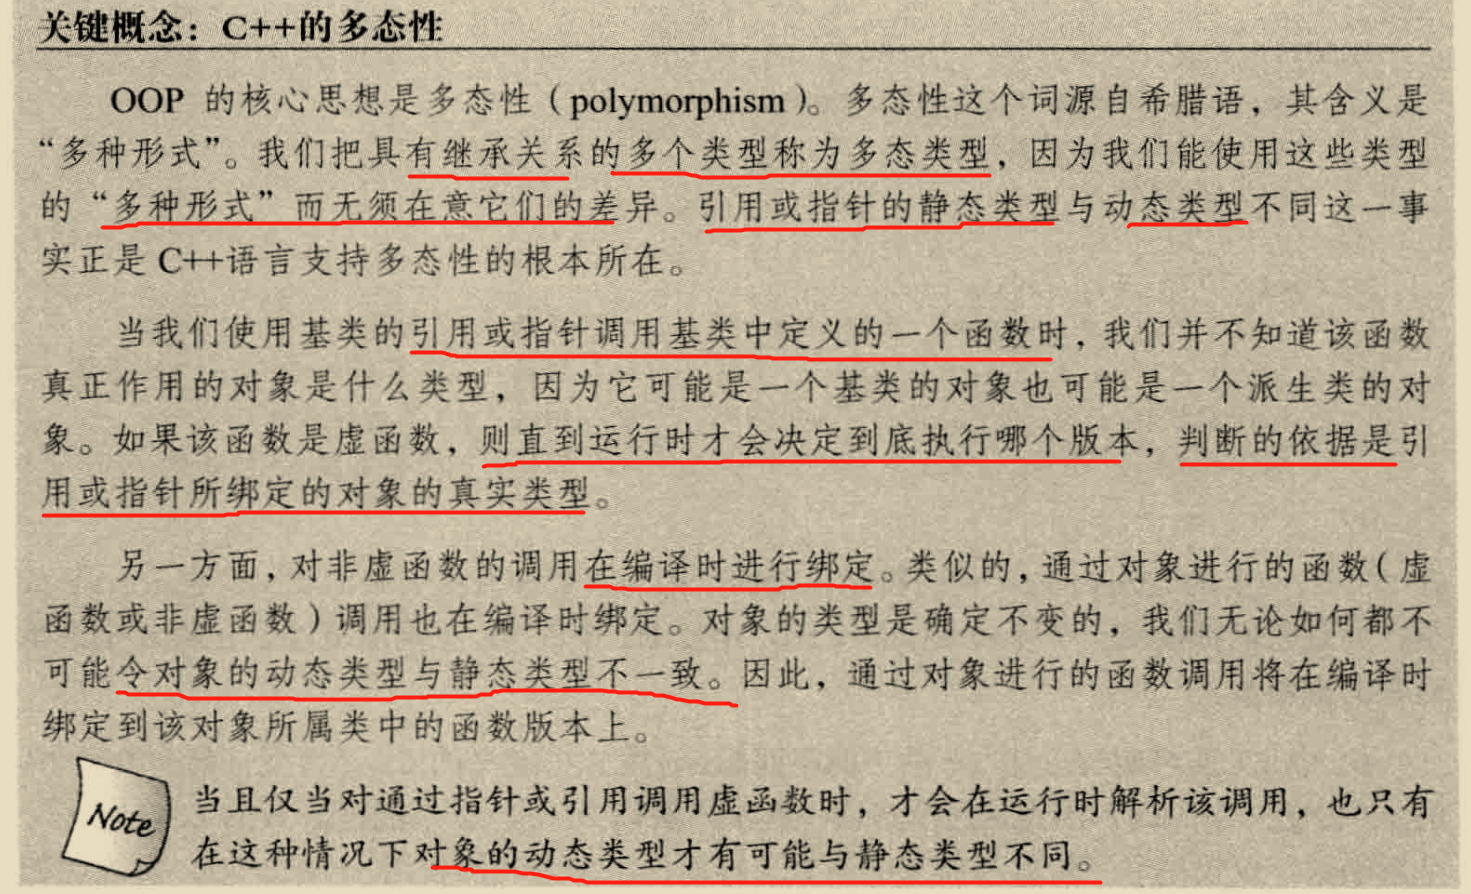 关键概念：C++的多态性
OOP 的核心思想是多态性（polymorphism）。多态性这个词源自希腊语，其含义是
“多种形式”。我们把具有继承关系的多个类型称为多态类型，因为我们能使用这些类型
的“多种形式”而无须在意它们的差异。引用或指针的静态类型与动态类型不同这一事
实正是 C++语言支持多态性的根本所在。
当我们使用基类的引用或指针调用基类中定义的一个函数时，我们并不知道该函数
真正作用的对象是什么类型，因为它可能是一个基类的对象也可能是一个派生类的对
象。如果该函数是虚函数，则直到运行时才会决定到底执行哪个版本，判断的依据是引
用或指针所绑定的对象的真实类型。
另一方面，对非虚函数的调用在编译时进行绑定。类似的，通过对象进行的函数（虚
函数或非虚函数）调用也在编译时绑定。对象的类型是确定不变的，我们无论如何都不
可能令对象的动态类型与静态类型不一致。因此，通过对象进行的函数调用将在编译时
绑定到该对象所属类中的函数版本上。
Note
当且仅当对通过指针或引用调用虚函数时，才会在运行时解析该调用，也只有
在这种情况下对象的动态类型才有可能与静态类型不同。